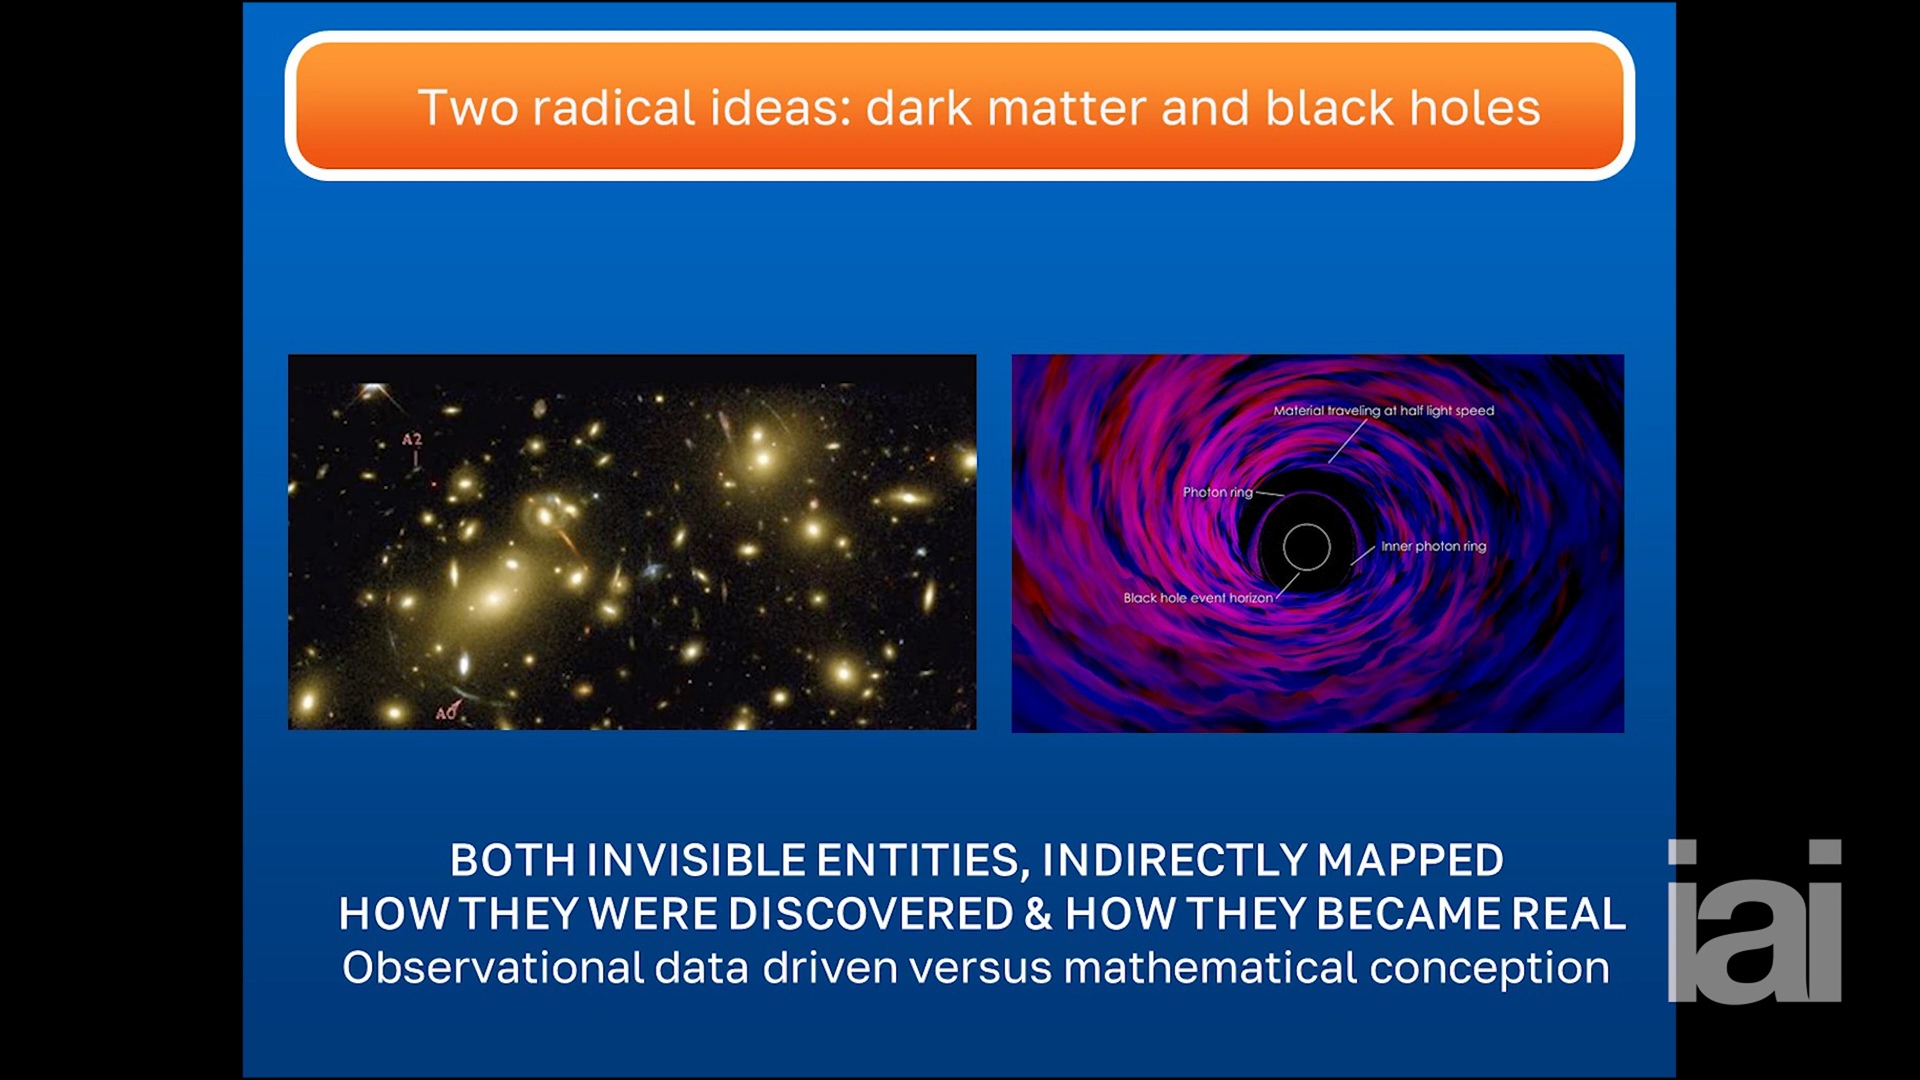 Two radical ideas: dark matter and black holes
A2
A0
Material traveling at half light speed
Photon ring
Inner photon ring
Black hole event horizon
BOTH INVISIBLE ENTITIES, INDIRECTLY MAPPED
HOW THEY WERE DISCOVERED & HOW THEY BECAME REAL
Observational data driven versus mathematical conception
iai